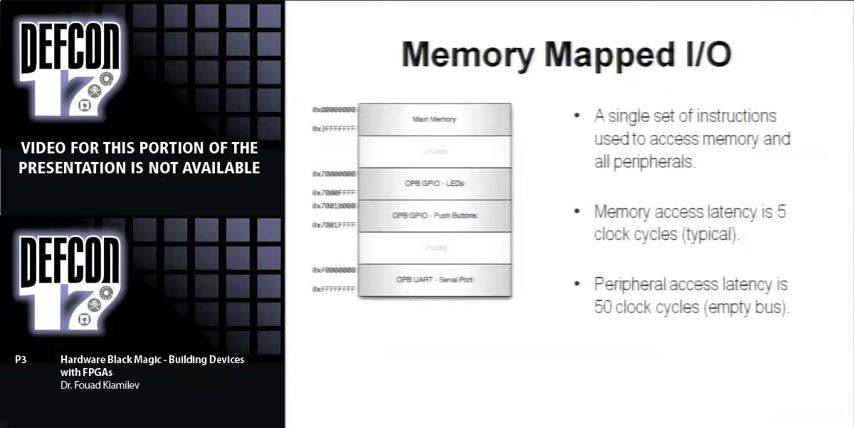 DEFCON
17
VIDEO FOR THIS PORTION OF THE
PRESENTATION IS NOT AVAILABLE
DEFCON
17
P3 Hardware Black Magic - Building Devices
with FPGAs
Dr. Fouad Kiamilev
Memory Mapped I/O
0x00000000
Main Memory
0x3FFFFFFF
0x70000000
OPB GPIO - LEDs
0x7000FFFF
0x70010000
OPB GPIO - Push Buttons
0x7001FFFF
0xF0000000
OPB UART - Serial Port
0xFFFFFFFF
• A single set of instructions
used to access memory and
all peripherals.
• Memory access latency is 5
clock cycles (typical).
• Peripheral access latency is
50 clock cycles (empty bus).